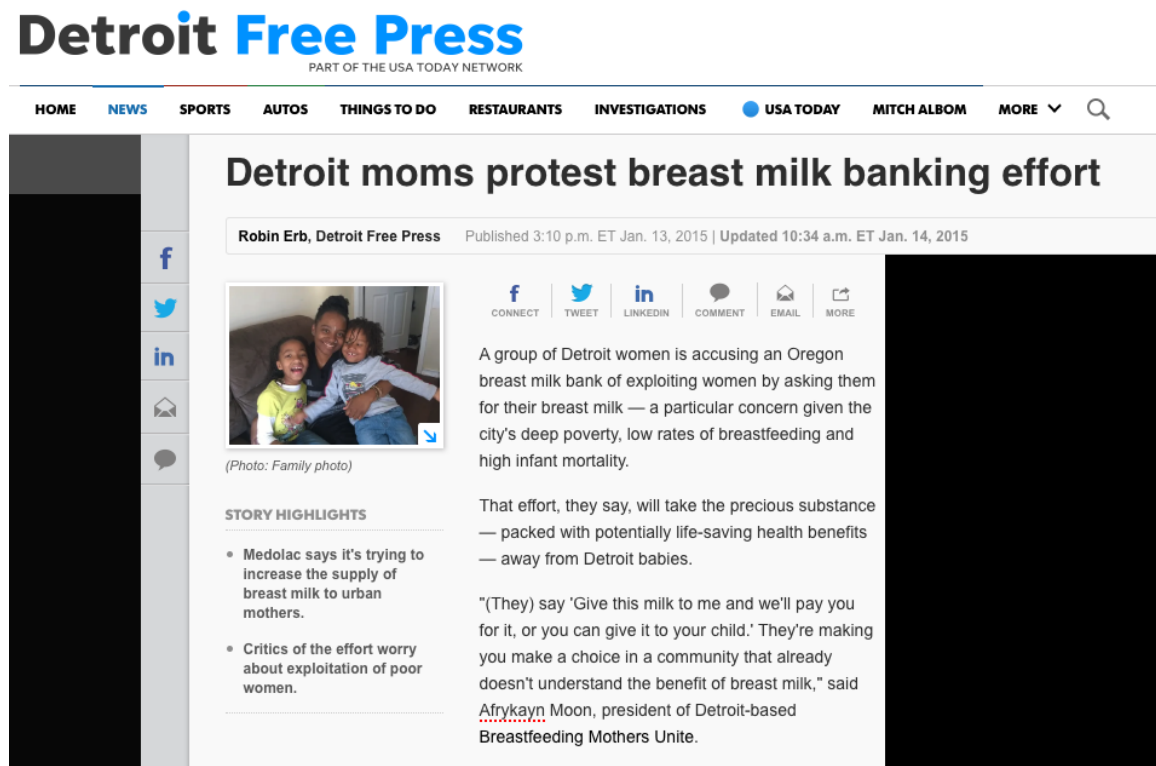 Detroit Free Press
PART OF THE USA TODAY NETWORK
HOME NEWS SPORTS AUTOS THINGS TO DO RESTAURANTS INVESTIGATIONS USA TODAY MITCH ALBOM MORE
Detroit moms protest breast milk banking effort
Robin Erb, Detroit Free Press Published 3:10 p.m. ET Jan. 13, 2015 | Updated 10:34 a.m. ET Jan. 14, 2015
(Photo: Family photo)
STORY HIGHLIGHTS
Medolac says it's trying to
increase the supply of
breast milk to urban
mothers.
Critics of the effort worry
about exploitation of poor
women.
CONNECT TWEET LINKEDIN COMMENT EMAIL MORE
A group of Detroit women is accusing an Oregon
breast milk bank of exploiting women by asking them
for their breast milk — a particular concern given the
city's deep poverty, low rates of breastfeeding and
high infant mortality.
That effort, they say, will take the precious substance
— packed with potentially life-saving health benefits
— away from Detroit babies.
"(They) say 'Give this milk to me and we'll pay you
for it, or you can give it to your child.' They're making
you make a choice in a community that already
doesn't understand the benefit of breast milk," said
Afrykayn Moon, president of Detroit-based
Breastfeeding Mothers Unite.